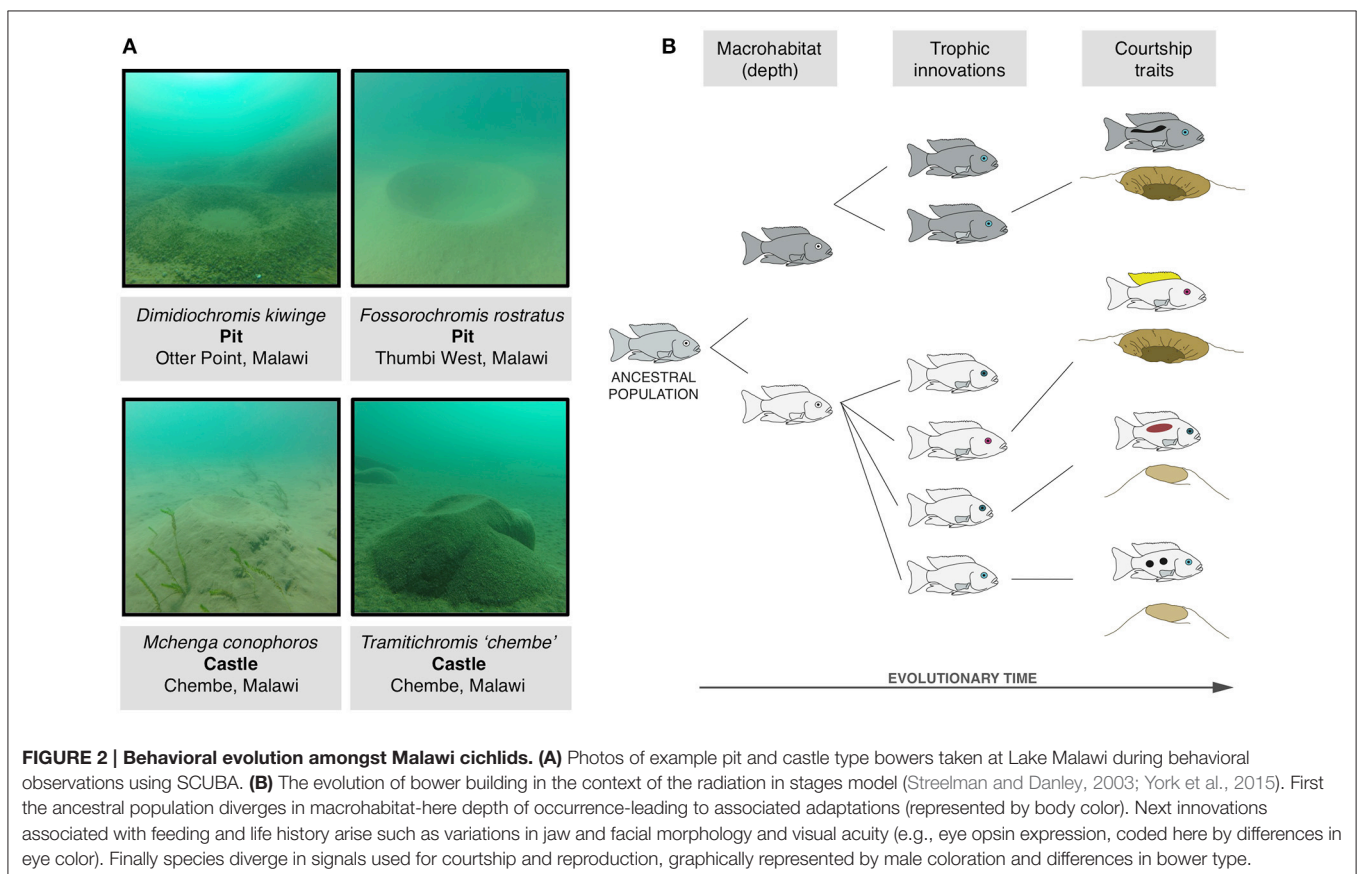 A
Dimidiochromis kiwinge
Pit
Otter Point, Malawi
Fossorochromis rostratus
Pit
Thumbi West, Malawi
Mchenga conophoros
Castle
Chembe, Malawi
Tramitichromis ‘chembe’
Castle
Chembe, Malawi
B
Macrohabitat
(depth)
Trophic
innovations
Courtship
traits
ANCESTRAL
POPULATION
EVOLUTIONARY TIME
FIGURE 2 | Behavioral evolution amongst Malawi cichlids. (A) Photos of example pit and castle type bowers taken at Lake Malawi during behavioral
observations using SCUBA. (B) The evolution of bower building in the context of the radiation in stages model (Streelman and Danley, 2003; York et al., 2015). First
the ancestral population diverges in macrohabitat-here depth of occurrence-leading to associated adaptations (represented by body color). Next innovations
associated with feeding and life history arise such as variations in jaw and facial morphology and visual acuity (e.g., eye opsin expression, coded here by differences in
eye color). Finally species diverge in signals used for courtship and reproduction, graphically represented by male coloration and differences in bower type.